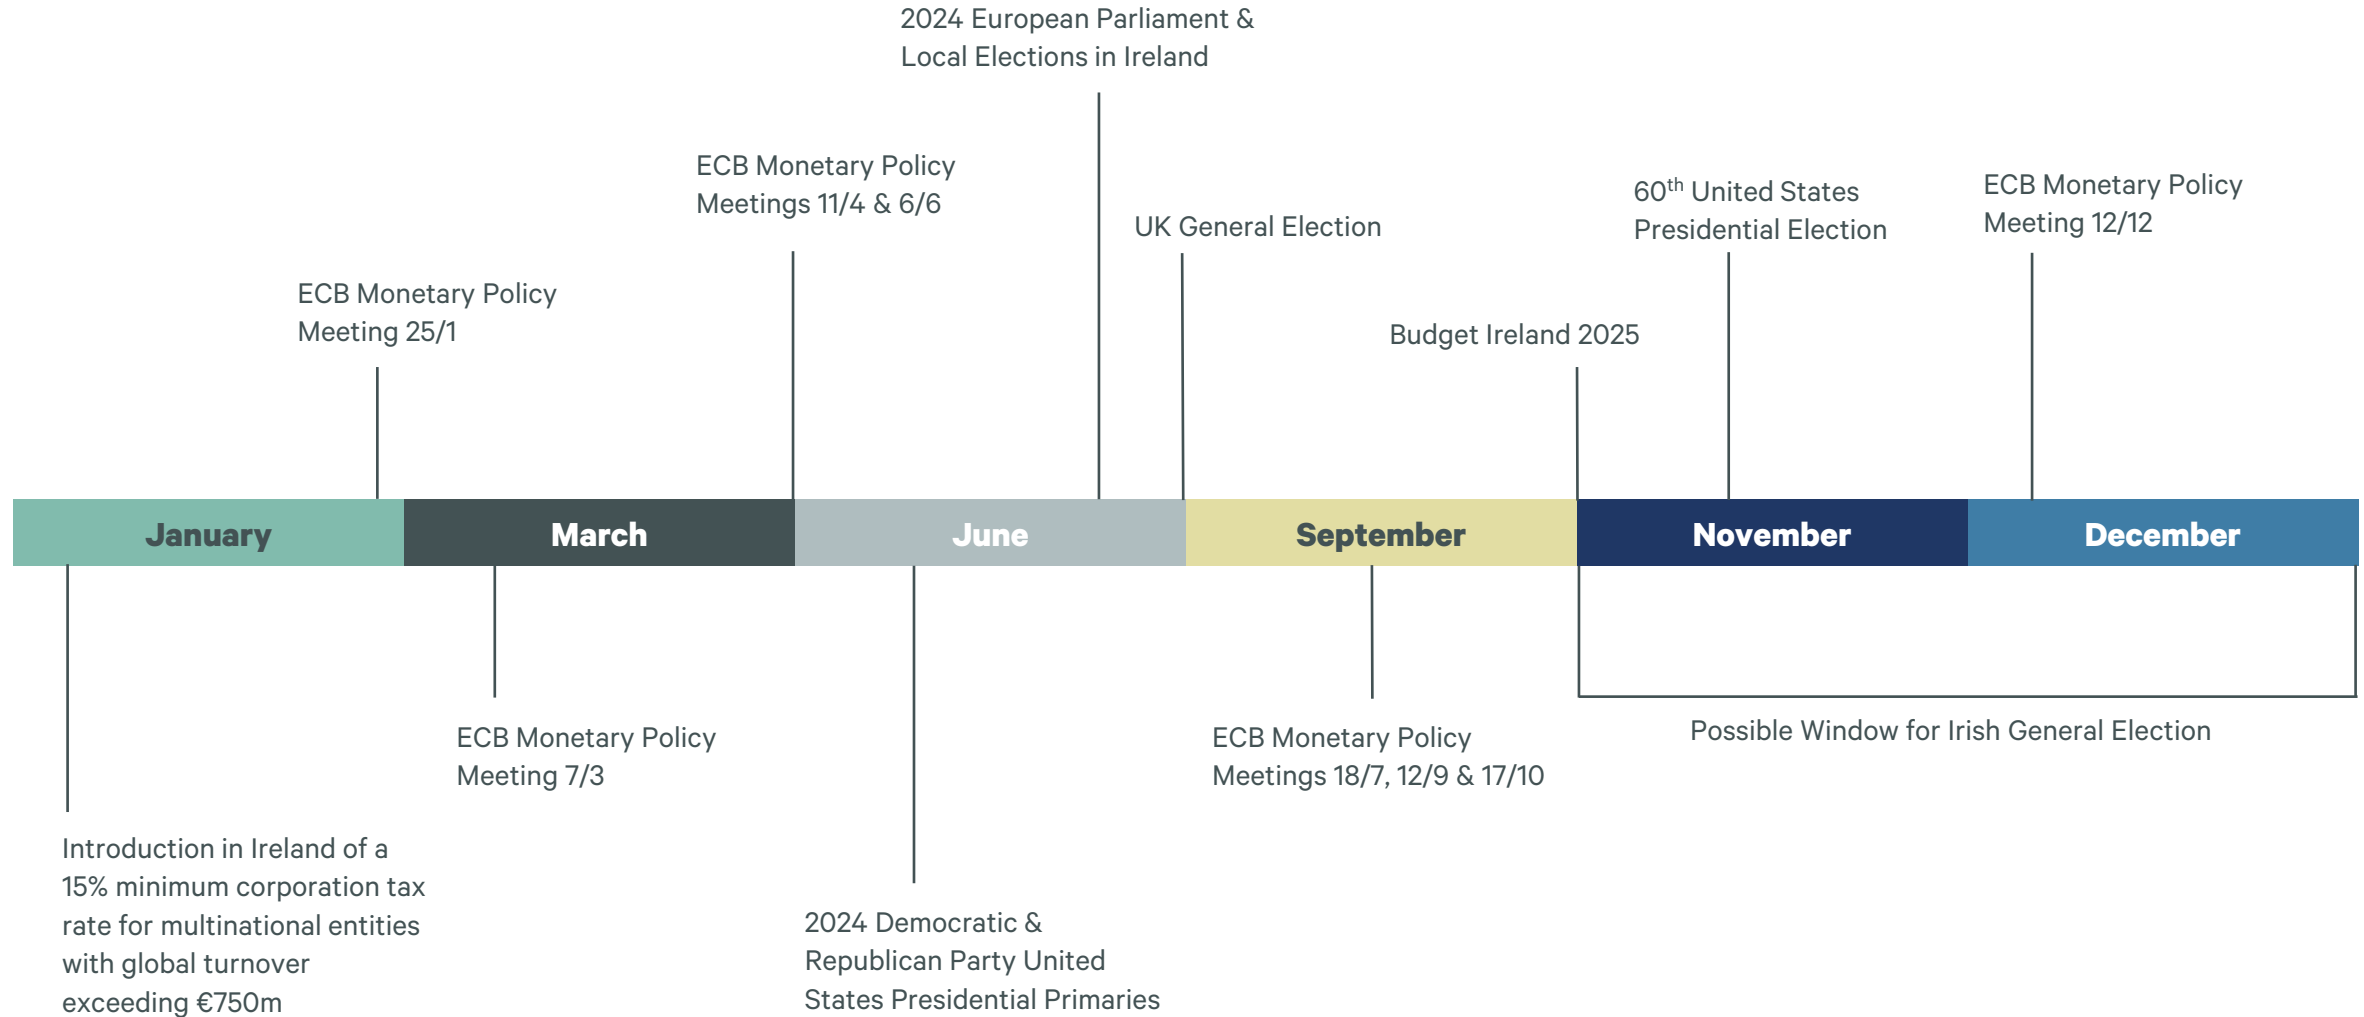 2024 European Parliament &
Local Elections in Ireland
ECB Monetary Policy
Meetings 11/4 & 6/6
60th United States
Presidential Election
ECB Monetary Policy
Meeting 12/12
UK General Election
ECB Monetary Policy
Meeting 25/1
Budget Ireland 2025
January
March
June
September
November
December
ECB Monetary Policy
Meeting 7/3
ECB Monetary Policy
Meetings 18/7, 12/9 & 17/10
Possible Window for Irish General Election
Introduction in Ireland of a
15% minimum corporation tax
rate for multinational entities
with global turnover
exceeding €750m
2024 Democratic &
Republican Party United
States Presidential Primaries